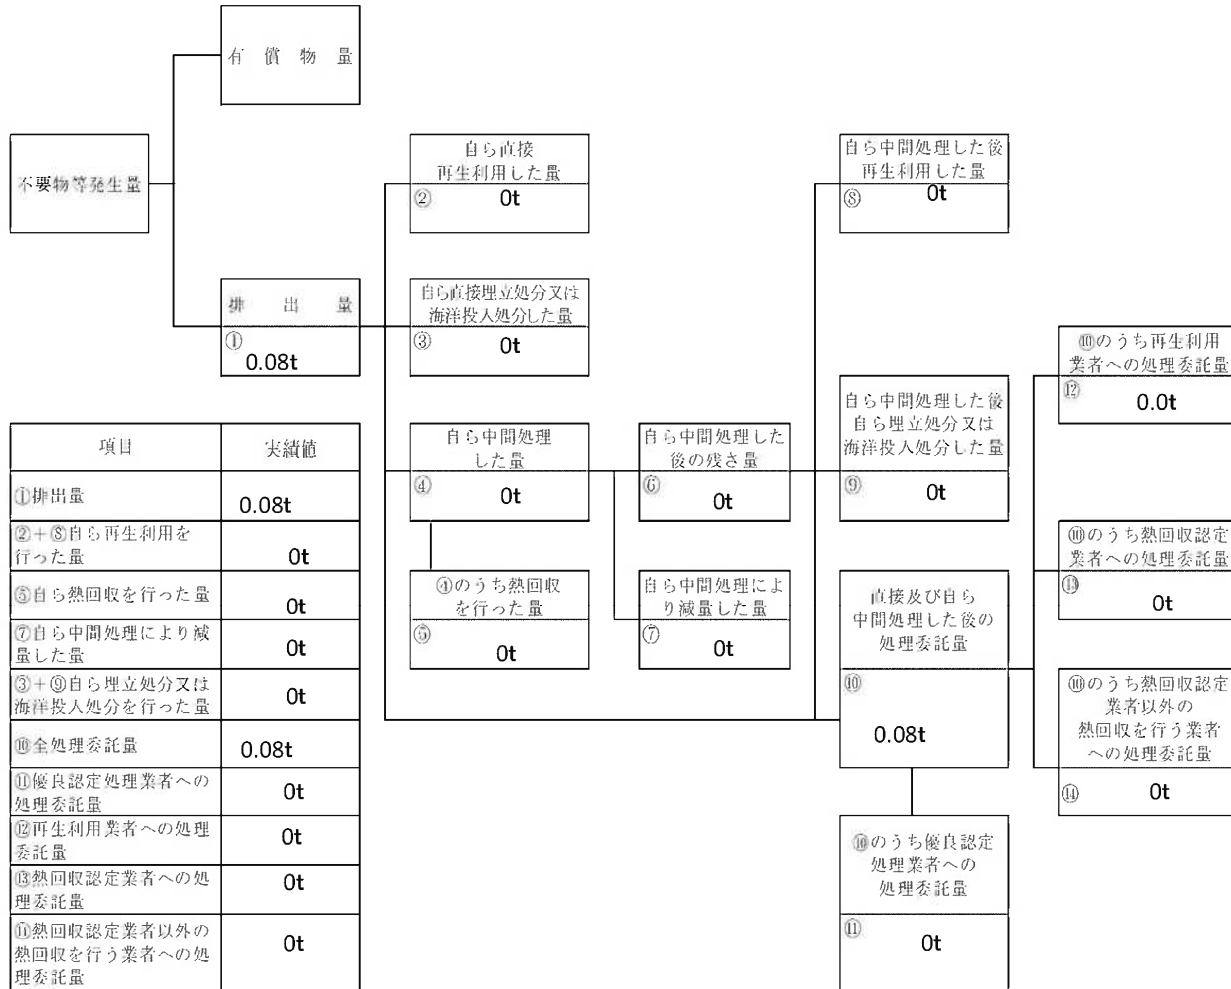 有償物量
不要物等発生量
排出量
①
0.08t
自ら直接
再生利用した量
②
0t
自ら直接埋立処分又は
海洋投入処分した量
③
0t
自ら中間処理
した量
④
0t
④のうち熱回収
を行った量
⑤
0t
自ら中間処理した
後の残さ量
⑥
0t
自ら中間処理によ
り減量した量
⑦
0t
自ら中間処理した後
再生利用した量
⑧
0t
自ら中間処理した後
自ら埋立処分又は
海洋投入処分した量
⑨
0t
直接及び自ら
中間処理した後の
処理委託量
⑩
0.08t
⑩のうち優良認定
処理業者への
処理委託量
⑪
0t
⑩のうち再生利用
業者への処理委託量
⑫
0.0t
⑩のうち熱回収認定
業者への処理委託量
⑬
0t
⑩のうち熱回収認定
業者以外の
熱回収を行う業者
への処理委託量
⑭
0t
項目 実績値
①排出量 0.08t
②+⑧自ら再生利用を
行った量 0t
⑤自ら熱回収を行った量 0t
⑦自ら中間処理により減
量した量 0t
③+⑨自ら埋立処分又は
海洋投入処分を行った量 0t
⑩全処理委託量 0.08t
⑪優良認定処理業者への
処理委託量 0t
⑫再生利用業者への処理
委託量 0t
⑬熱回収認定業者への処
理委託量 0t
⑭熱回収認定業者以外の
熱回収を行う業者への処
理委託量 0t